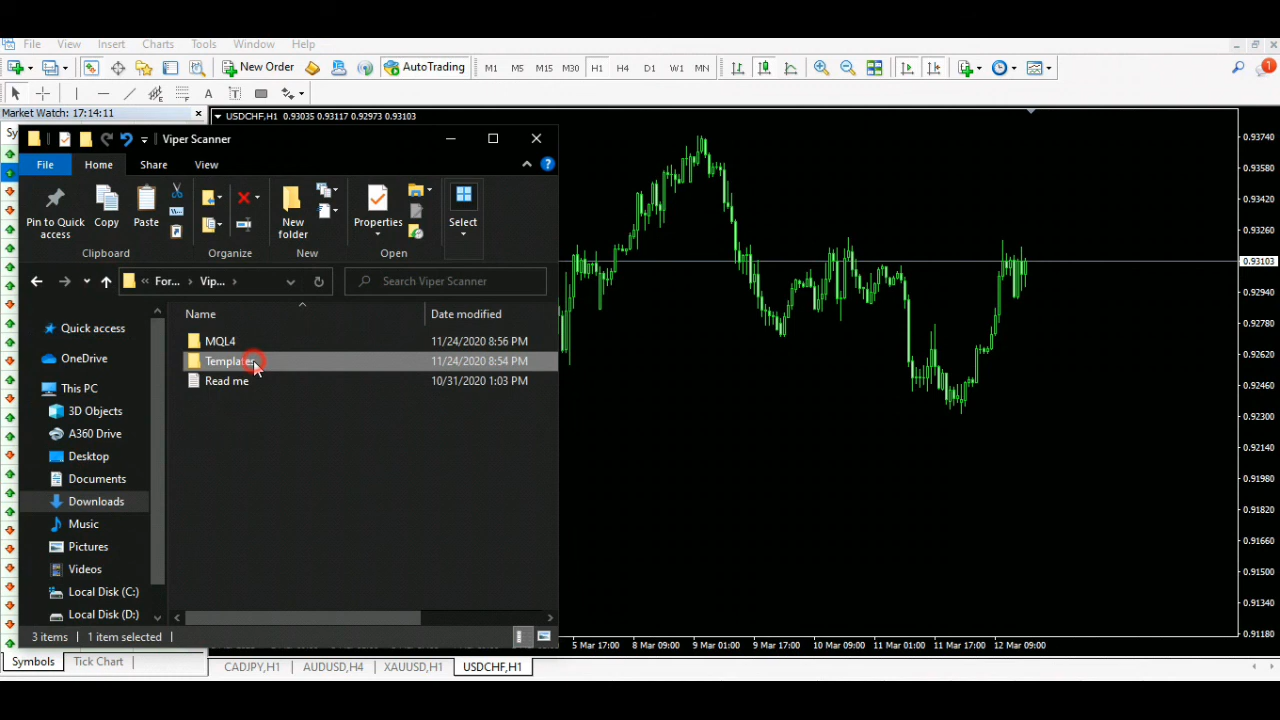 File View Insert Charts Tools Window Help
New Order AutoTrading M1 M5 M15 M30 H1 H4 D1 W1 MN
A T
Market Watch: 17:14:11
USDCHF,H1 0.93035 0.93117 0.92973 0.93103
Sy
Viper Scanner
File Home Share View
Pin to Quick access
Copy
Paste
Clipboard
Organize
New folder
New
Properties
Open
Select
For... Vip...
Search Viper Scanner
Name Date modified
MQL4 11/24/2020 8:56 PM
Templates 11/24/2020 8:54 PM
Read me 10/31/2020 1:03 PM
Quick access
OneDrive
This PC
3D Objects
A360 Drive
Desktop
Documents
Downloads
Music
Pictures
Videos
Local Disk (C:)
Local Disk (D:)
3 items 1 item selected
0.93740
0.93580
0.93420
0.93260
0.93103
0.92940
0.92780
0.92620
0.92460
0.92300
0.92140
0.91980
0.91820
0.91660
0.91500
0.91340
0.91180
5 Mar 17:00 8 Mar 09:00 9 Mar 01:00 9 Mar 17:00 10 Mar 09:00 11 Mar 01:00 11 Mar 17:00 12 Mar 09:00
Symbols Tick Chart
CADJPY,H1 AUDUSD,H4 XAUUSD,H1 USDCHF,H1
1